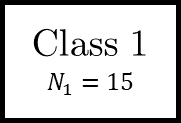 Class 1
N₁ = 15